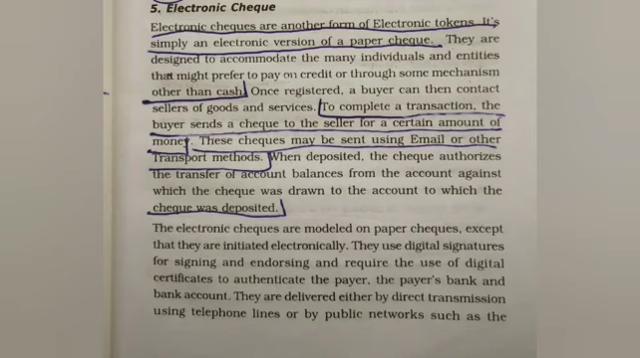 5. Electronic Cheque
Electronic cheques are another form of Electronic tokens. It's
simply an electronic version of a paper cheque. They are
designed to accommodate the many individuals and entities
that might prefer to pay on credit or through some mechanism
other than cash. Once registered, a buyer can then contact
sellers of goods and services. To complete a transaction, the
buyer sends a cheque to the seller for a certain amount of
money. These cheques may be sent using Email or other
Transport methods. When deposited, the cheque authorizes
the transfer of account balances from the account against
which the cheque was drawn to the account to which the
cheque was deposited.
The electronic cheques are modeled on paper cheques, except
that they are initiated electronically. They use digital signatures
for signing and endorsing and require the use of digital
certificates to authenticate the payer, the payer's bank and
bank account. They are delivered either by direct transmission
using telephone lines or by public networks such as the